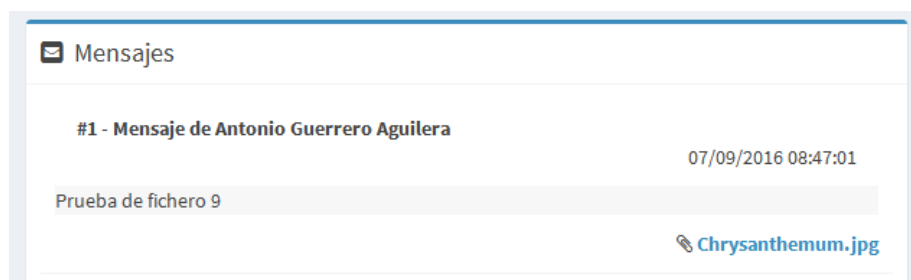 Mensajes
#1 - Mensaje de Antonio Guerrero Aguilera
07/09/2016 08:47:01
Prueba de fichero 9
Chrysanthemum.jpg